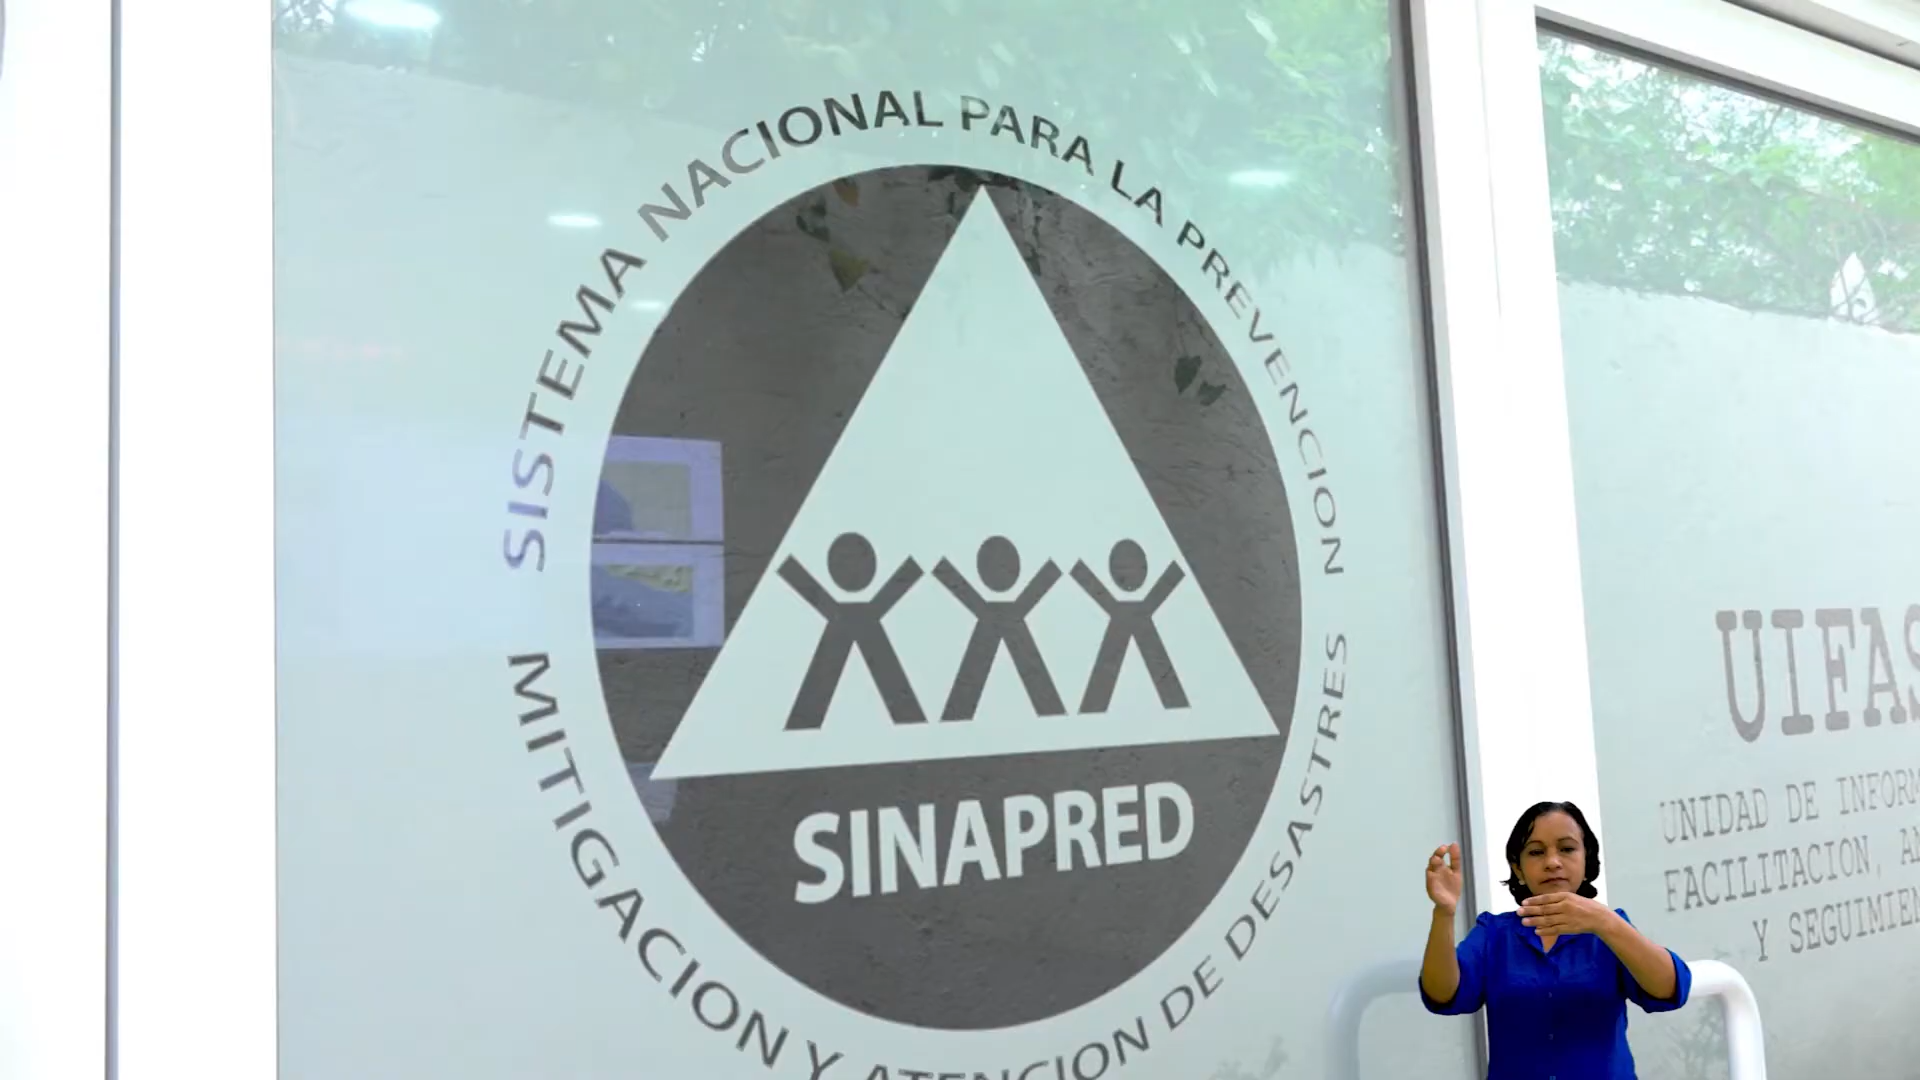 SISTEMA NACIONAL PARA LA PREVENCION
MITIGACION Y ATENCION DE DESASTRES
SINAPRED
UIFAS
UNIDAD DE INFORM
FACILITACION, AN
Y SEGUIMIEN